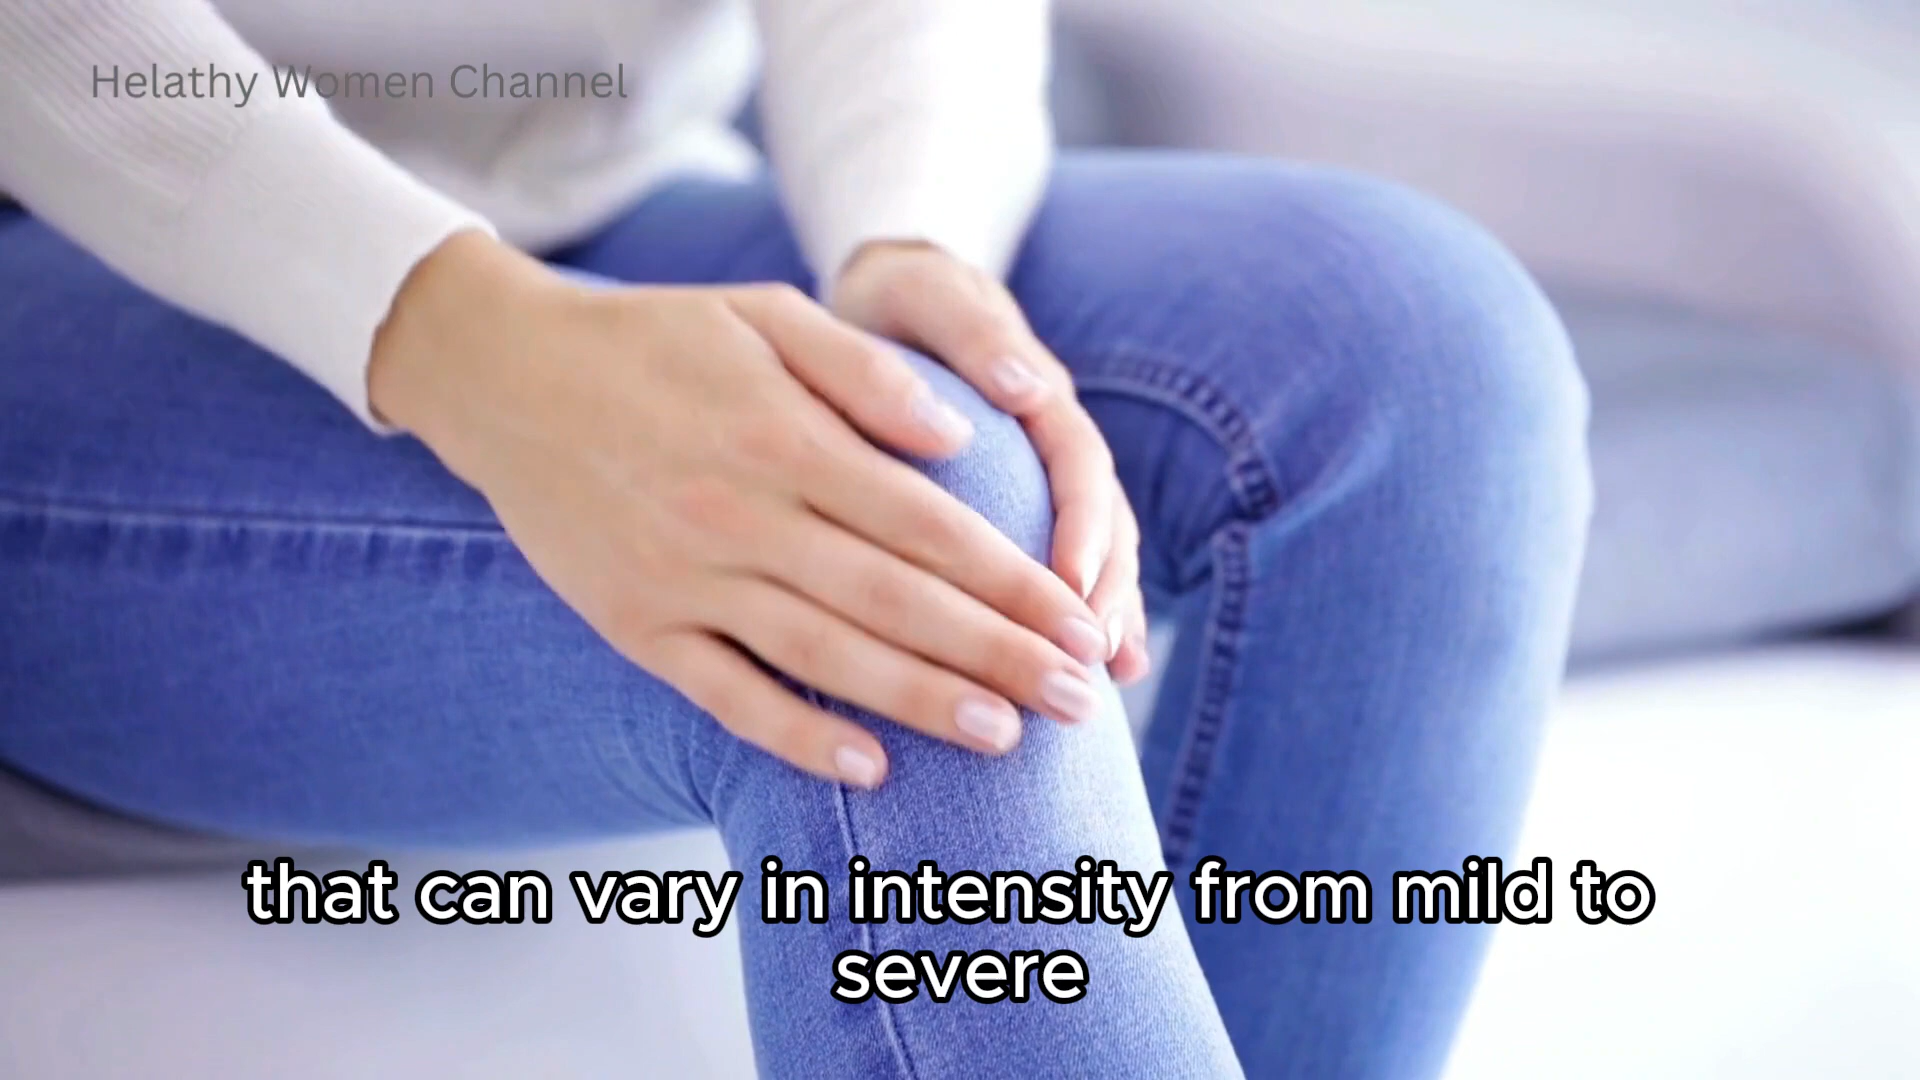 Helathy Women Channel
that can vary in intensity from mild to
severe